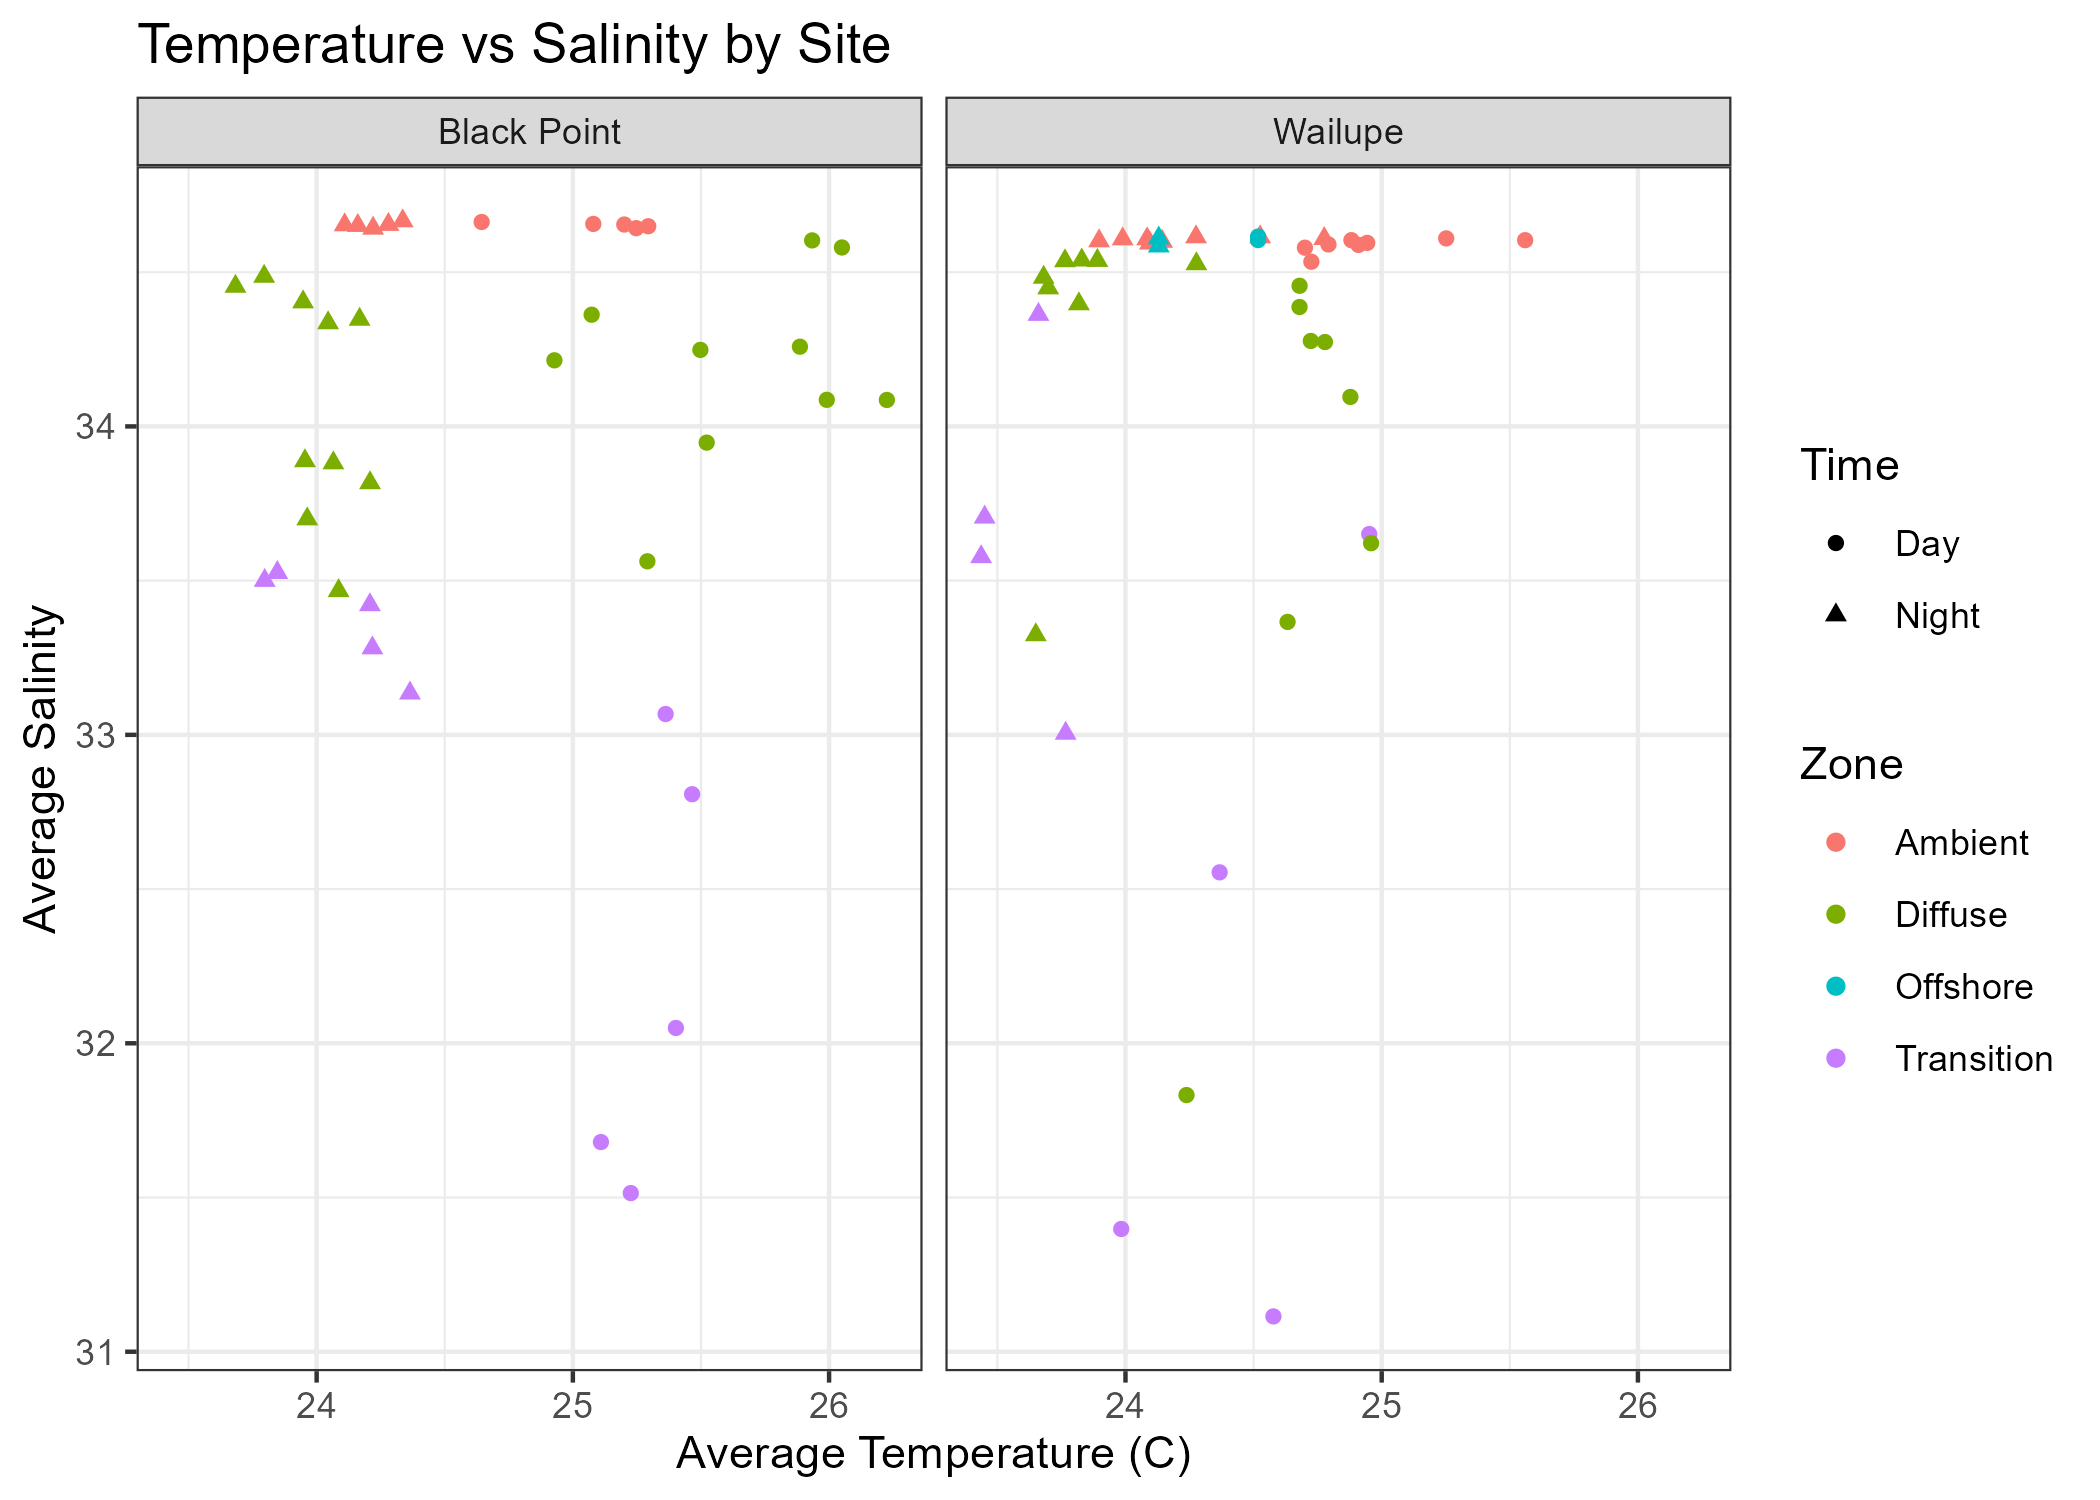 Temperature vs Salinity by Site
Black Point
Wailupe
34
33
32
31
Average Salinity
24
25
26
24
25
26
Average Temperature (C)
Time
Day
Night
Zone
Ambient
Diffuse
Offshore
Transition